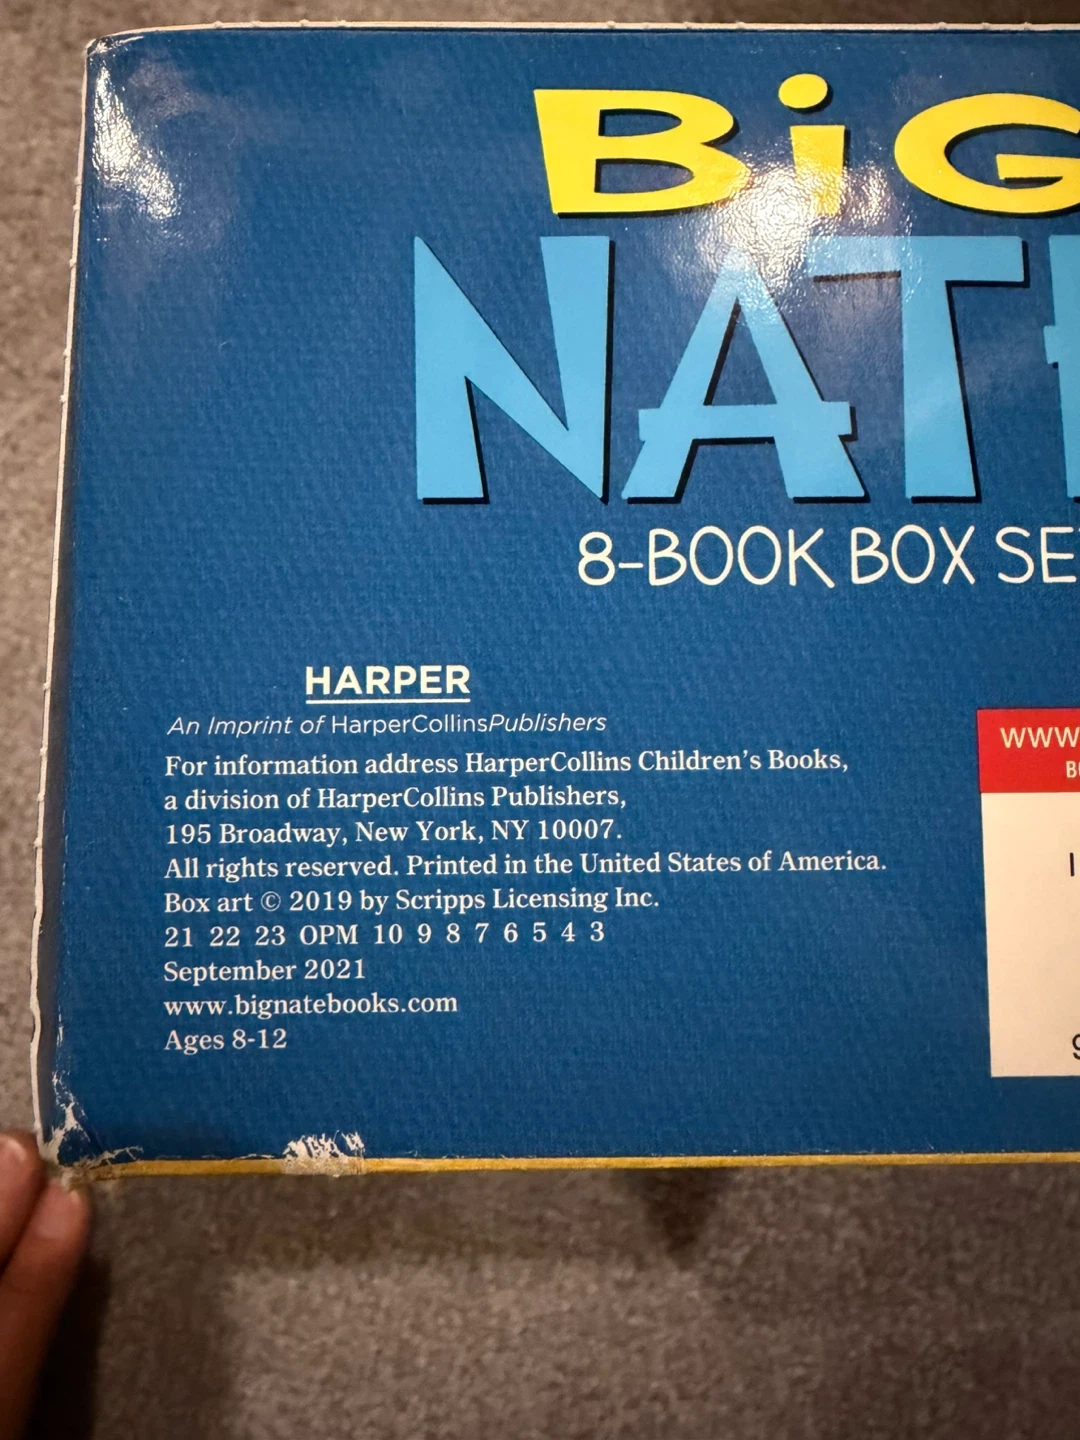 BiG
NAT
8-BOOK BOX SE
HARPER
An Imprint of HarperCollinsPublishers
For information address HarperCollins Children's Books,
a division of HarperCollins Publishers,
195 Broadway, New York, NY 10007.
All rights reserved. Printed in the United States of America.
Box art © 2019 by Scripps Licensing Inc.
21 22 23 OPM 10 9 8 7 6 5 4 3
September 2021
www.bignatebooks.com
Ages 8-12
WWW